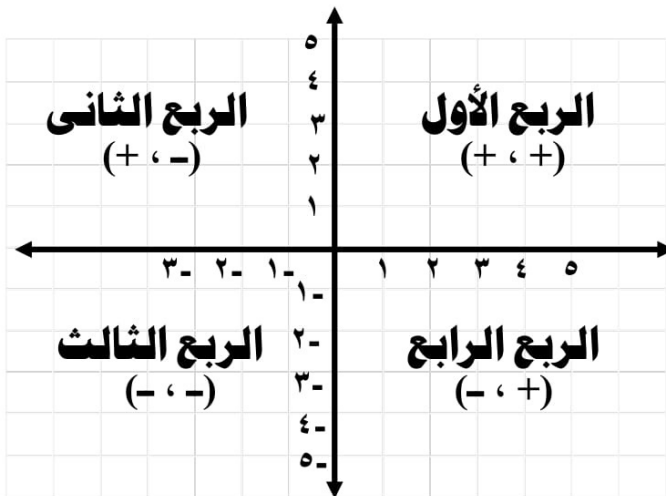 ٥
٤
الربع الأول
الربع الثانى
٣
(+ ، +)
(– ، +)
٢
١
-٣ -٢ -١ ١ ٢ ٣ ٤ ٥
-١
الربع الرابع
الربع الثالث
-٢
(+ ، –)
(– ، –)
-٣
-٤
-٥